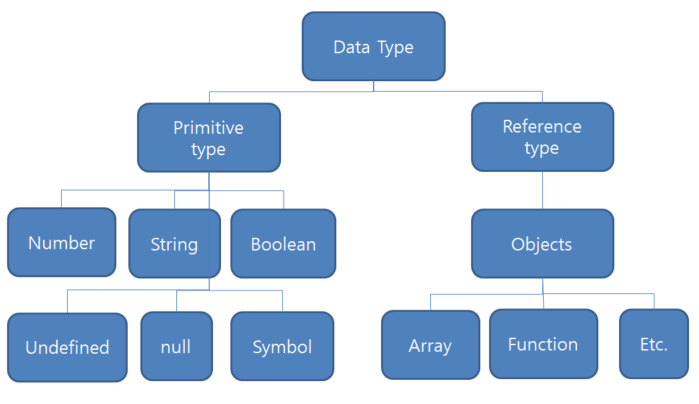 Data Type
Primitive
type
Reference
type
Number
String
Boolean
Objects
Undefined
null
Symbol
Array
Function
Etc.